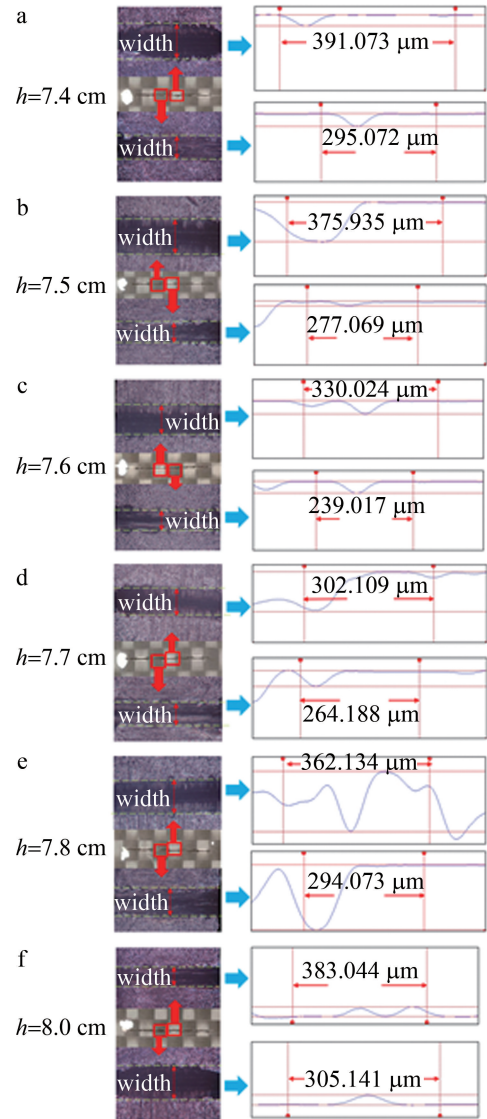 a
width
391.073 μm
h=7.4 cm
width
295.072 μm
b
width
375.935 μm
h=7.5 cm
width
277.069 μm
c
330.024 μm
width
h=7.6 cm
239.017 μm
width
d
302.109 μm
width
h=7.7 cm
width
264.188 μm
e
362.134 μm
width
h=7.8 cm
294.073 μm
width
f
width
383.044 μm
h=8.0 cm
width
305.141 μm